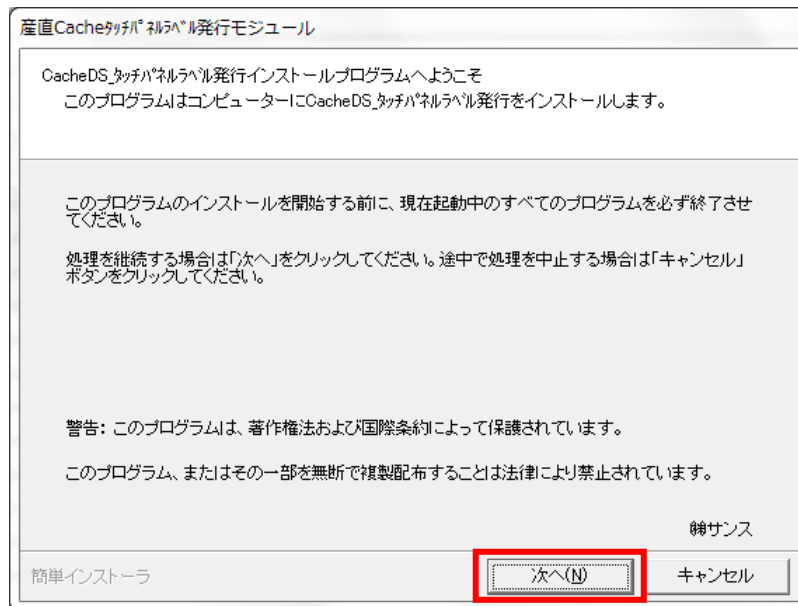 産直Cacheﾀｯﾁﾊﾟﾈﾙﾗﾍﾞﾙ発行モジュール
CacheDS_ﾀｯﾁﾊﾟﾈﾙﾗﾍﾞﾙ発行インストールプログラムへようこそ
このプログラムはコンピューターにCacheDS_ﾀｯﾁﾊﾟﾈﾙﾗﾍﾞﾙ発行をインストールします。
このプログラムのインストールを開始する前に、現在起動中のすべてのプログラムを必ず終了させ
てください。
処理を継続する場合は「次へ」をクリックしてください。途中で処理を中止する場合は「キャンセル」
ボタンをクリックしてください。
警告: このプログラムは、著作権法および国際条約によって保護されています。
このプログラム、またはその一部を無断で複製配布することは法律により禁止されています。
㈱サンス
簡単インストーラ
次へ(N)
キャンセル